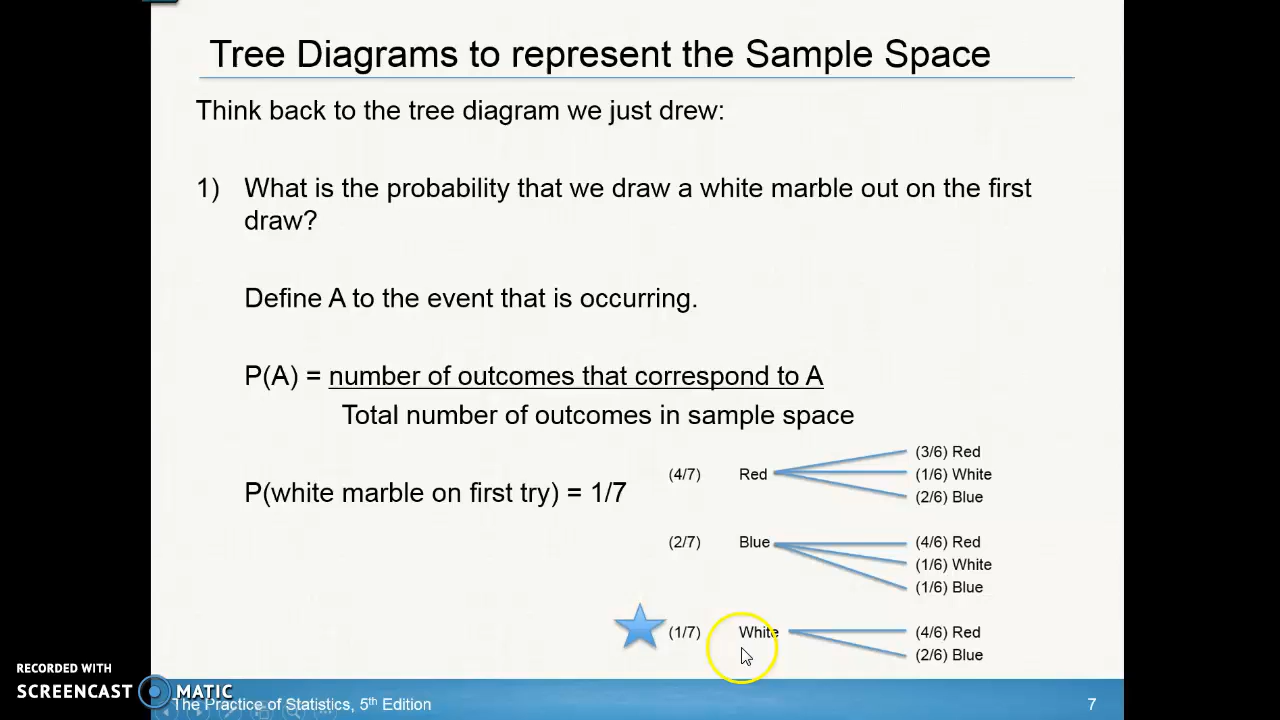 Tree Diagrams to represent the Sample Space
Think back to the tree diagram we just drew:
1) What is the probability that we draw a white marble out on the first
draw?
Define A to the event that is occurring.
P(A) = number of outcomes that correspond to A
Total number of outcomes in sample space
P(white marble on first try) = 1/7
(4/7) Red
(3/6) Red
(1/6) White
(2/6) Blue
(2/7) Blue
(4/6) Red
(1/6) White
(1/6) Blue
(1/7) White
(4/6) Red
(2/6) Blue
RECORDED WITH
SCREENCAST MATIC
The Practice of Statistics, 5th Edition
7